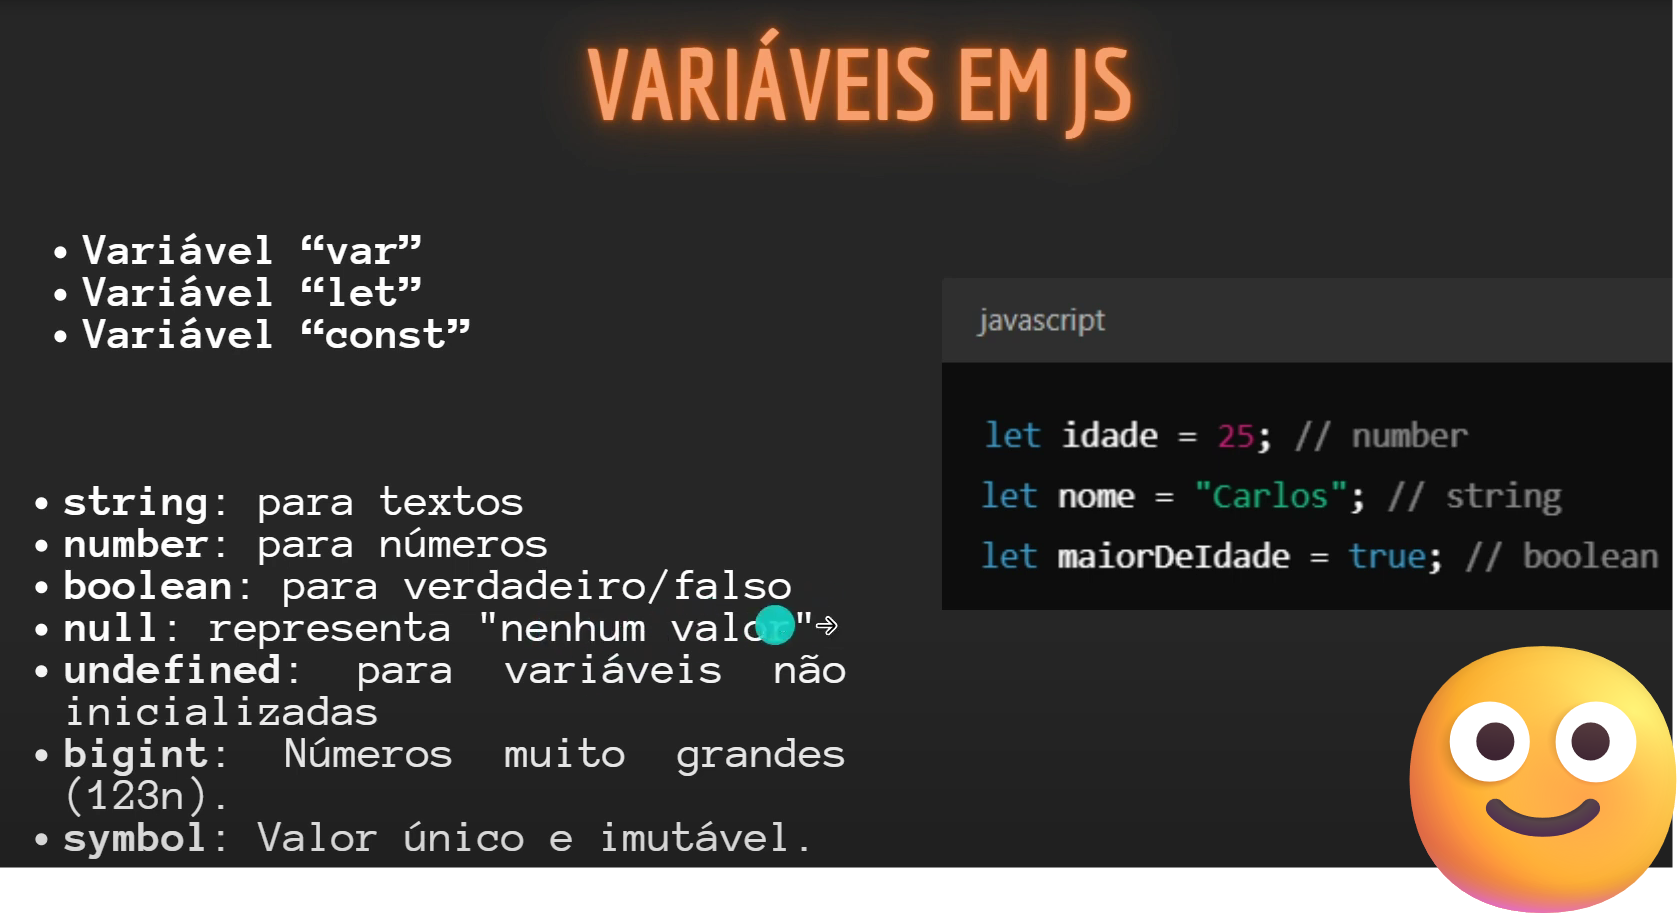 VARIÁVEIS EM JS
• Variável “var”
• Variável “let”
• Variável “const”
javascript
let idade = 25; // number
let nome = "Carlos"; // string
let maiorDeIdade = true; // boolean
• string: para textos
• number: para números
• boolean: para verdadeiro/falso
• null: representa "nenhum valor"
• undefined: para variáveis não
inicializadas
• bigint: Números muito grandes
(123n).
• symbol: Valor único e imutável.